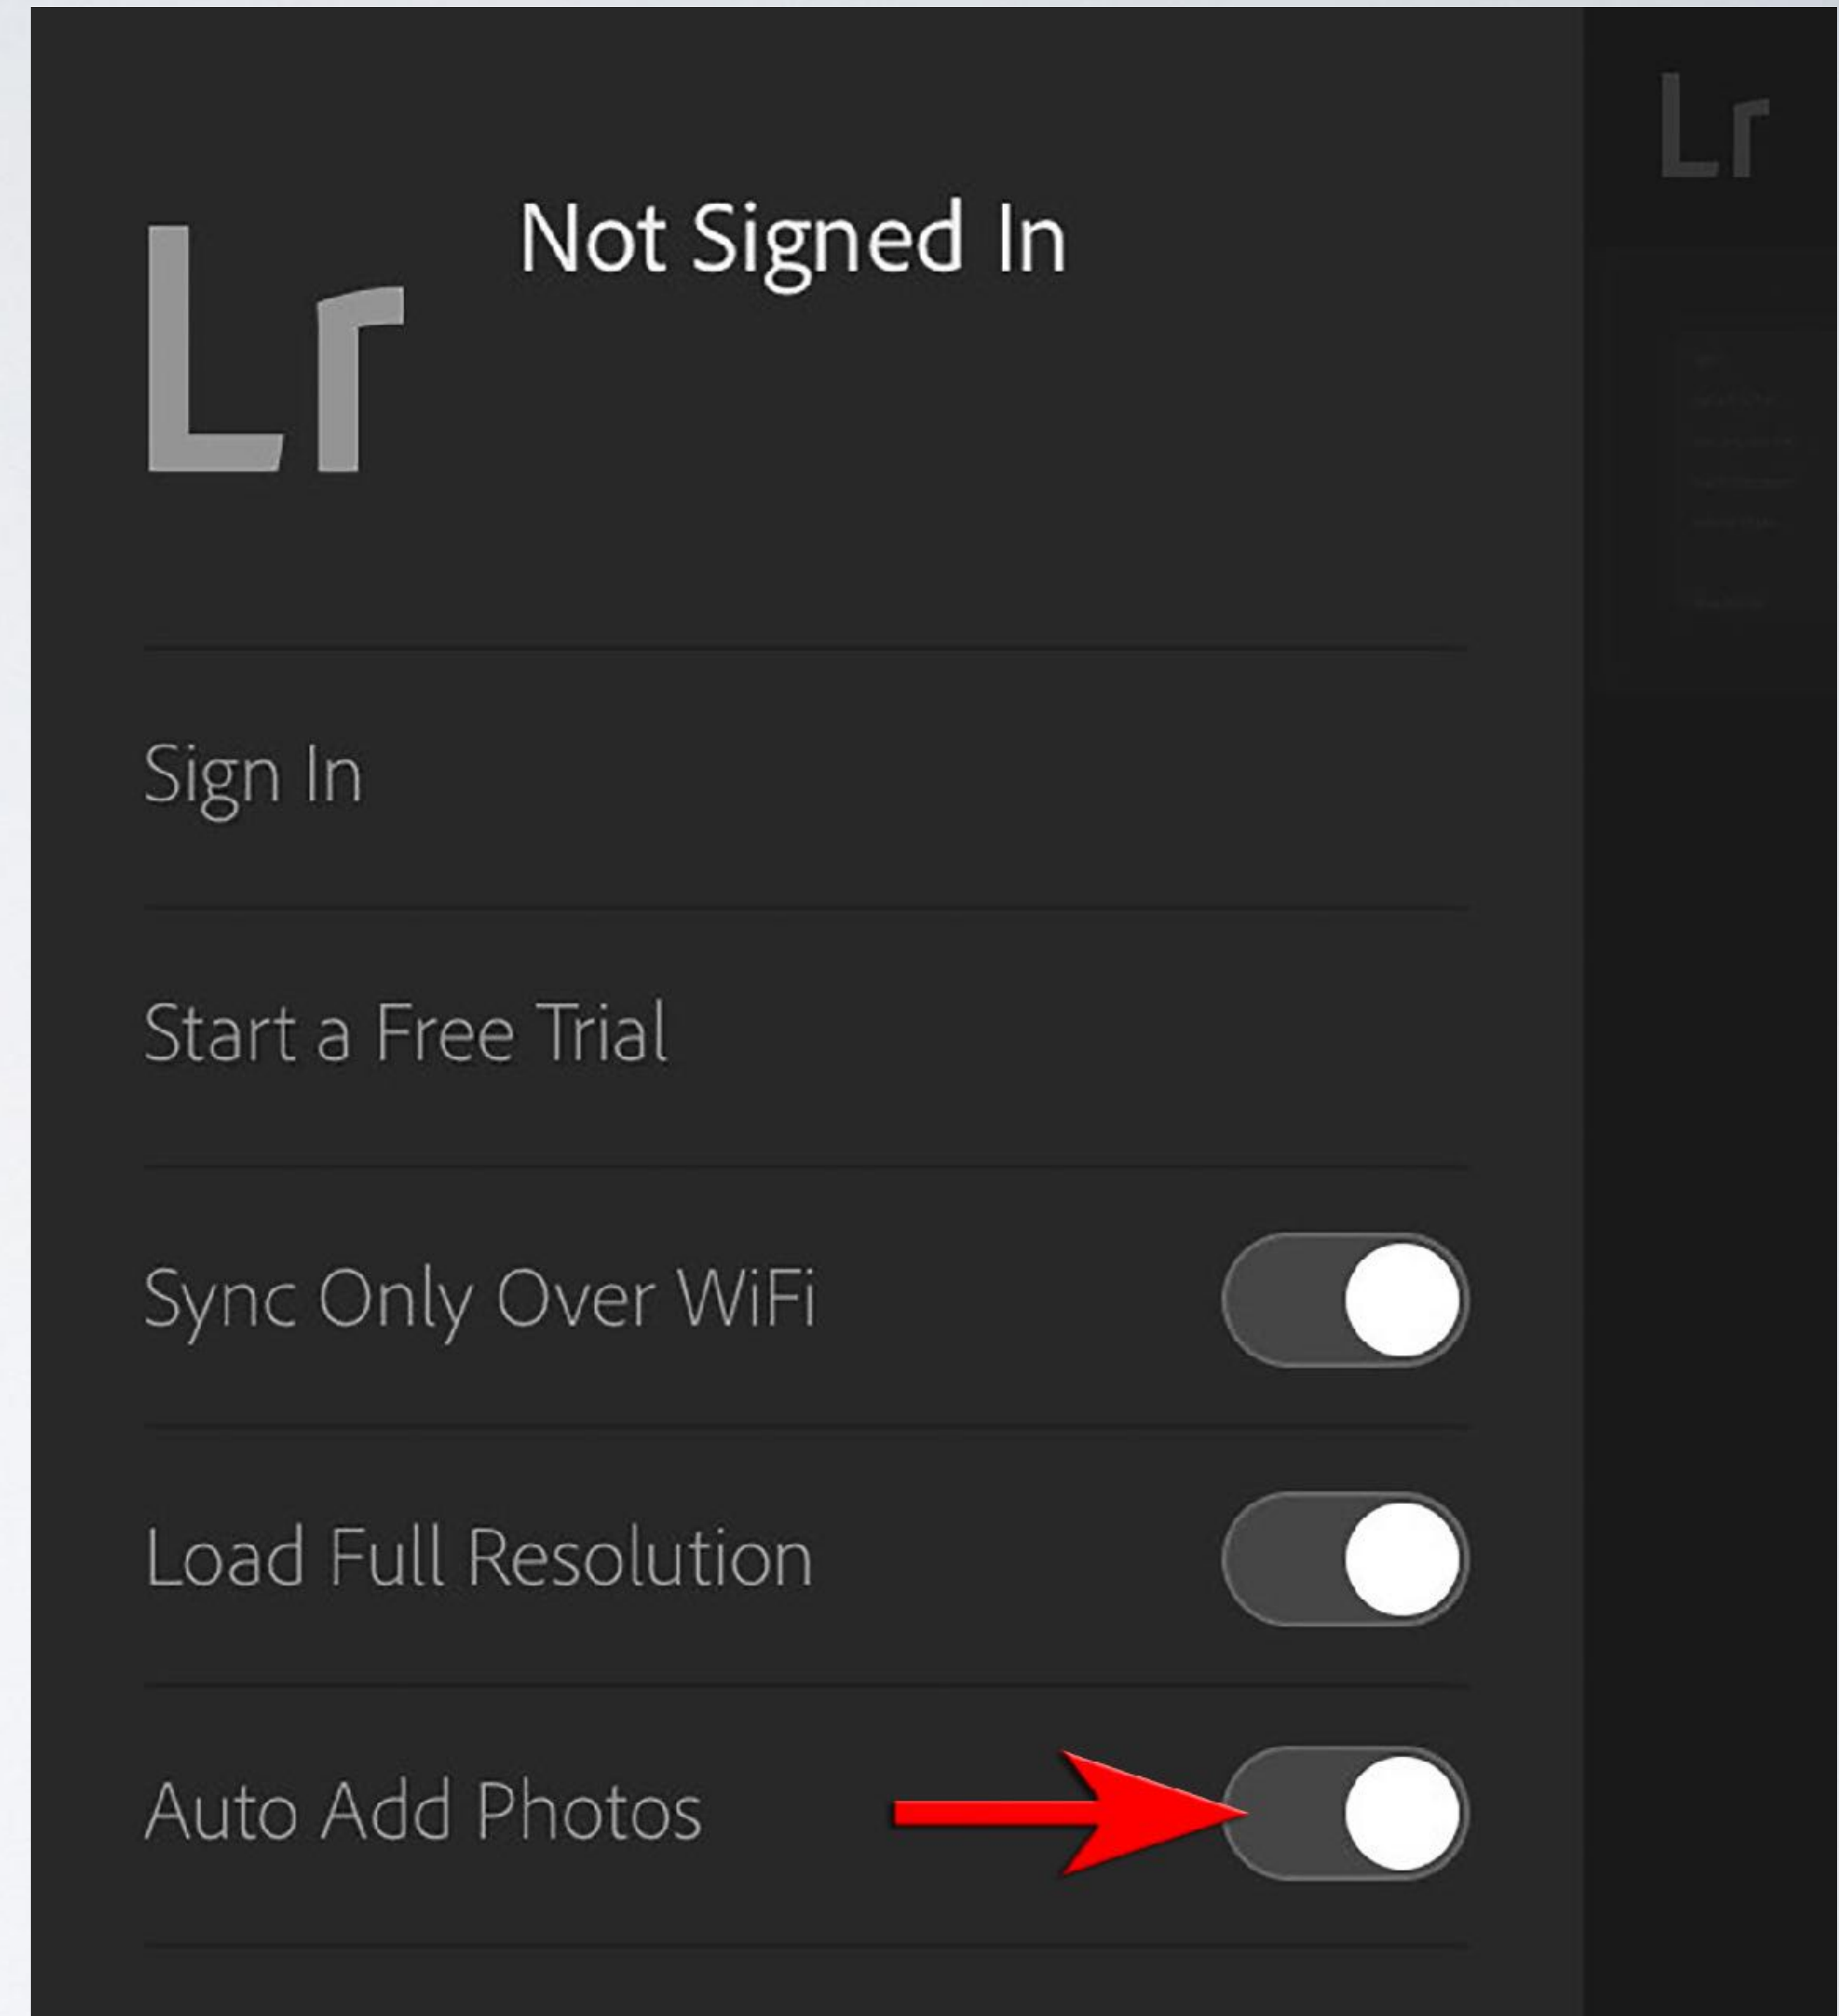 Lr
Not Signed In
Lr
Sign In
Start a Free Trial
Sync Only Over WiFi
Load Full Resolution
Auto Add Photos